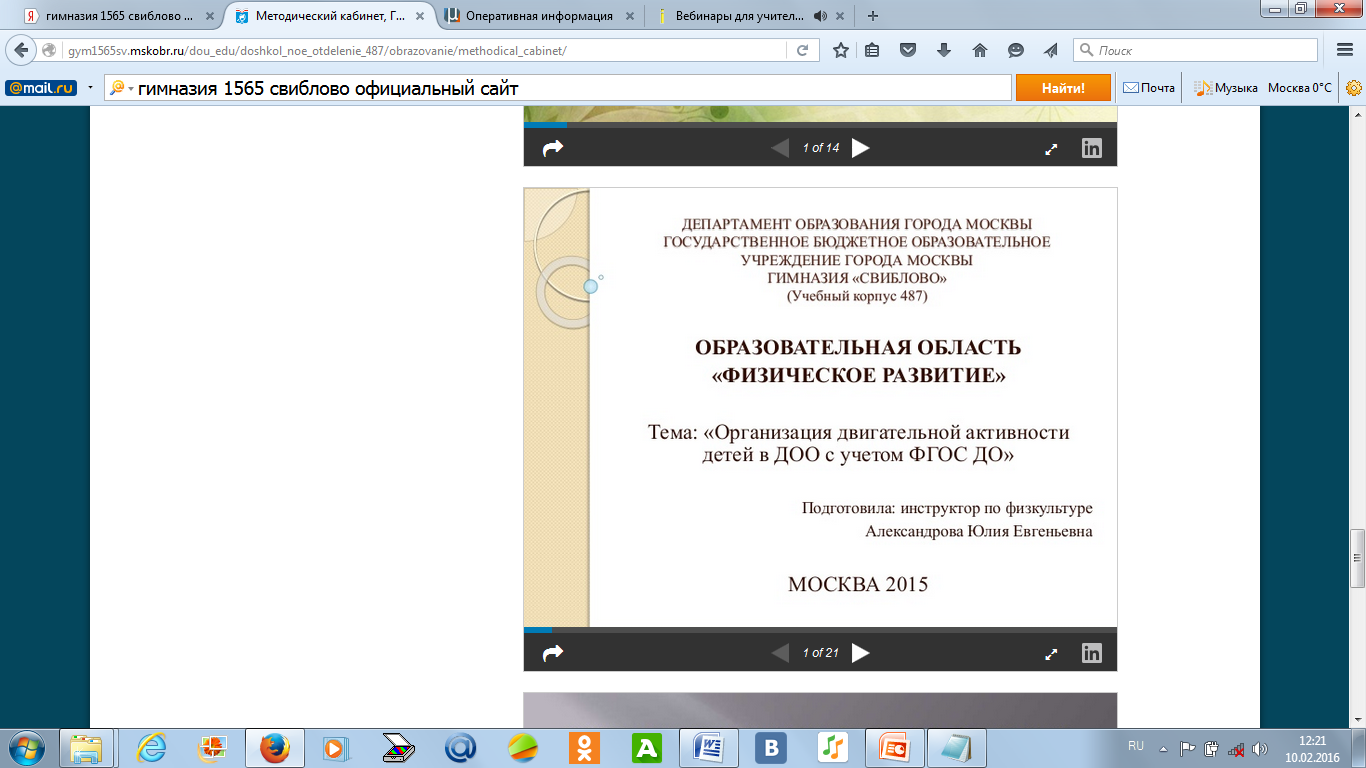 гимназия 1565 свиблово ...
Методический кабинет, Г...
Оперативная информация
Вебинары для учител...
gym1565sv.mskobr.ru/dou_edu/doshkol_noe_otdelenie_487/obrazovanie/methodical_cabinet/
Поиск
@mail.ru
гимназия 1565 свиблово официальный сайт
Найти!
Почта
Музыка
Москва 0°C
1 of 14
in
ДЕПАРТАМЕНТ ОБРАЗОВАНИЯ ГОРОДА МОСКВЫ
ГОСУДАРСТВЕННОЕ БЮДЖЕТНОЕ ОБРАЗОВАТЕЛЬНОЕ
УЧРЕЖДЕНИЕ ГОРОДА МОСКВЫ
ГИМНАЗИЯ «СВИБЛОВО»
(Учебный корпус 487)
ОБРАЗОВАТЕЛЬНАЯ ОБЛАСТЬ
«ФИЗИЧЕСКОЕ РАЗВИТИЕ»
Тема: «Организация двигательной активности
детей в ДОО с учетом ФГОС ДО»
Подготовила: инструктор по физкультуре
Александрова Юлия Евгеньевна
МОСКВА 2015
1 of 21
in
RU
12:21
10.02.2016